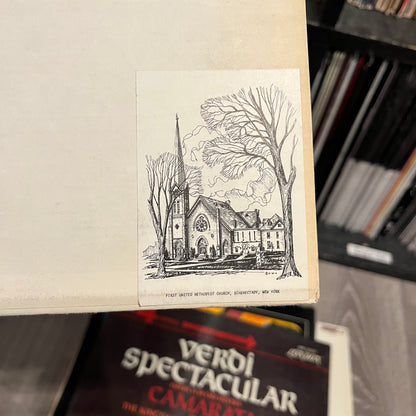 FIRST UNITED METHODIST CHURCH, SCHENECTADY, NEW YORK
VERDI
SPECTACULAR
CAMARATA